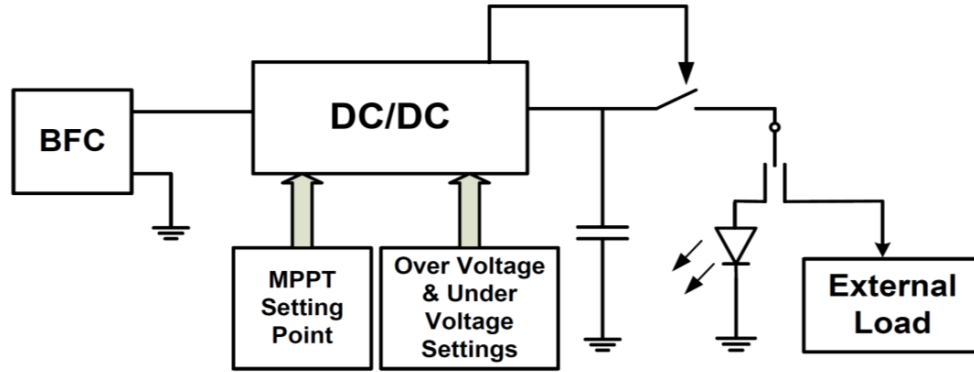 BFC
DC/DC
MPPT
Setting
Point
Over Voltage
& Under
Voltage
Settings
External
Load